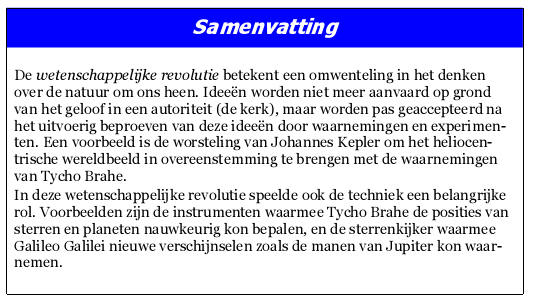 Samenvatting
De wetenschappelijke revolutie betekent een omwenteling in het denken
over de natuur om ons heen. Ideeën worden niet meer aanvaard op grond
van het geloof in een autoriteit (de kerk), maar worden pas geaccepteerd na
het uitvoerig beproeven van deze ideeën door waarnemingen en experimen-
ten. Een voorbeeld is de worsteling van Johannes Kepler om het heliocen-
trische wereldbeeld in overeenstemming te brengen met de waarnemingen
van Tycho Brahe.
In deze wetenschappelijke revolutie speelde ook de techniek een belangrijke
rol. Voorbeelden zijn de instrumenten waarmee Tycho Brahe de posities van
sterren en planeten nauwkeurig kon bepalen, en de sterrenkijker waarmee
Galileo Galilei nieuwe verschijnselen zoals de manen van Jupiter kon waar-
nemen.